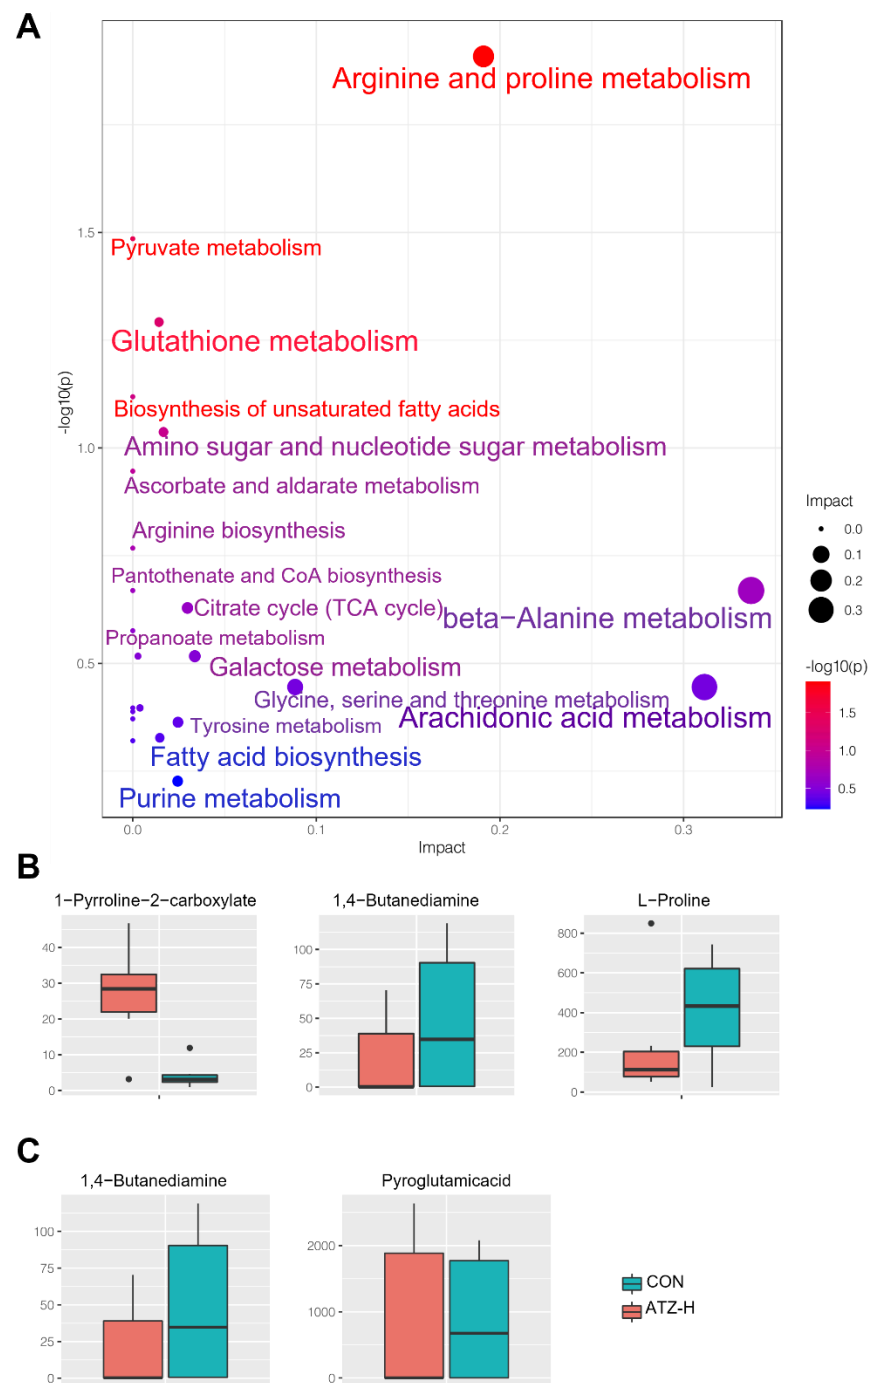 A
Arginine and proline metabolism
1.5
Pyruvate metabolism
Glutathione metabolism
-log10(p)
Biosynthesis of unsaturated fatty acids
1.0
Amino sugar and nucleotide sugar metabolism
Ascorbate and aldarate metabolism
Arginine biosynthesis
Pantothenate and CoA biosynthesis
Citrate cycle (TCA cycle)
beta−Alanine metabolism
Propanoate metabolism
0.5
Galactose metabolism
Glycine, serine and threonine metabolism
Arachidonic acid metabolism
Tyrosine metabolism
Fatty acid biosynthesis
Purine metabolism
0.0 0.1 0.2 0.3
Impact
Impact
0.0
0.1
0.2
0.3
-log10(p)
1.5
1.0
0.5
B
1−Pyrroline−2−carboxylate
40
30
20
10
0
1,4−Butanediamine
100
75
50
25
0
L−Proline
800
600
400
200
0
C
1,4−Butanediamine
100
75
50
25
0
Pyroglutamicacid
2000
1000
0
CON
ATZ-H